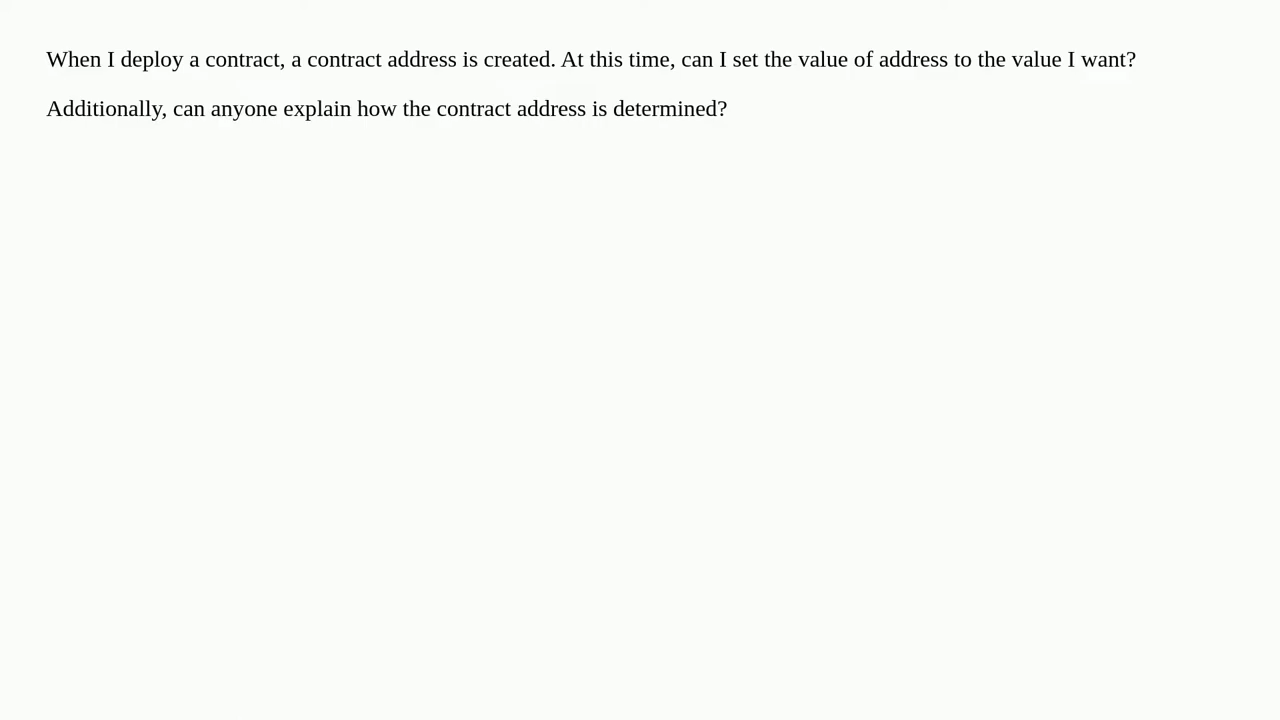 When I deploy a contract, a contract address is created. At this time, can I set the value of address to the value I want?
Additionally, can anyone explain how the contract address is determined?